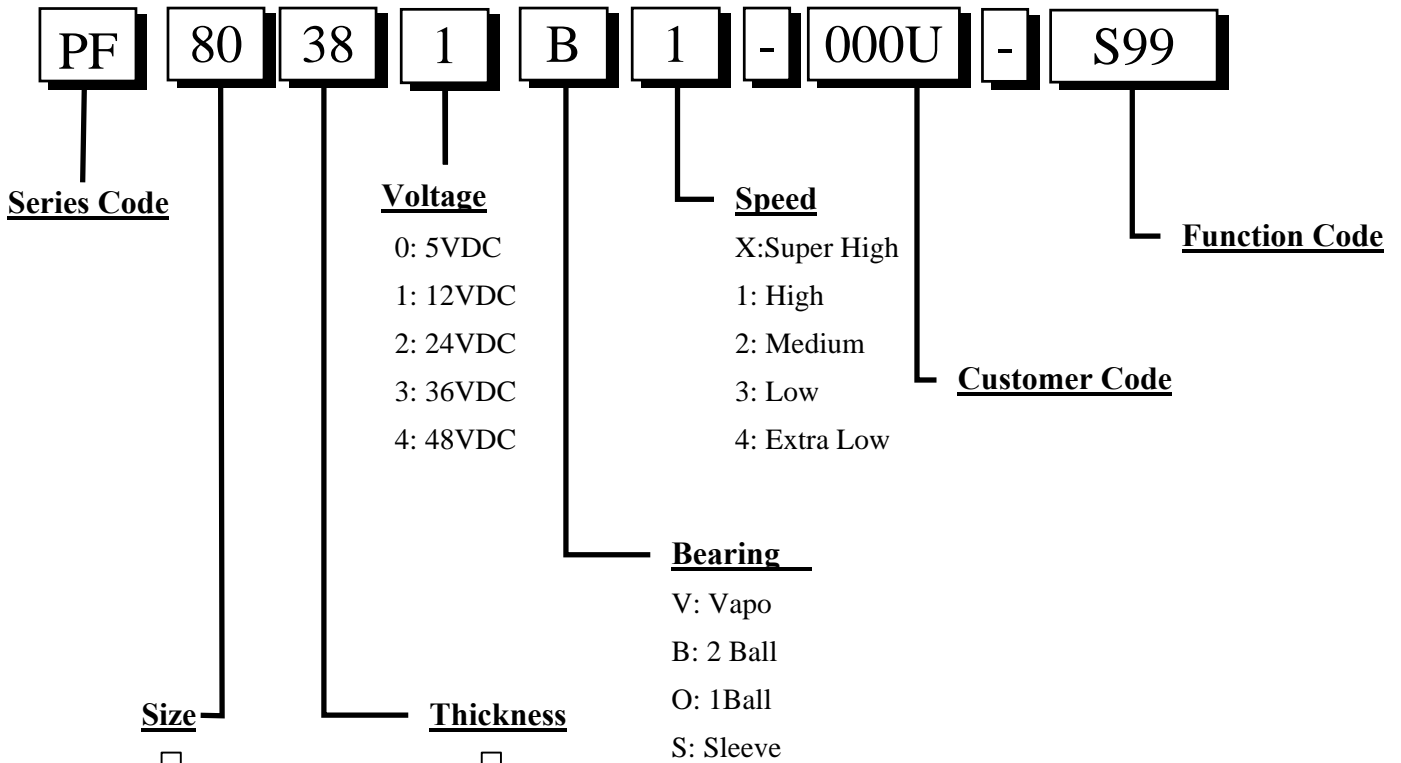 PF 80 38 1 B 1 - 000U - S99
Series Code
Voltage
0: 5VDC
1: 12VDC
2: 24VDC
3: 36VDC
4: 48VDC
Speed
X:Super High
1: High
2: Medium
3: Low
4: Extra Low
Function Code
Customer Code
Bearing
V: Vapo
B: 2 Ball
O: 1Ball
S: Sleeve
Size
Thickness